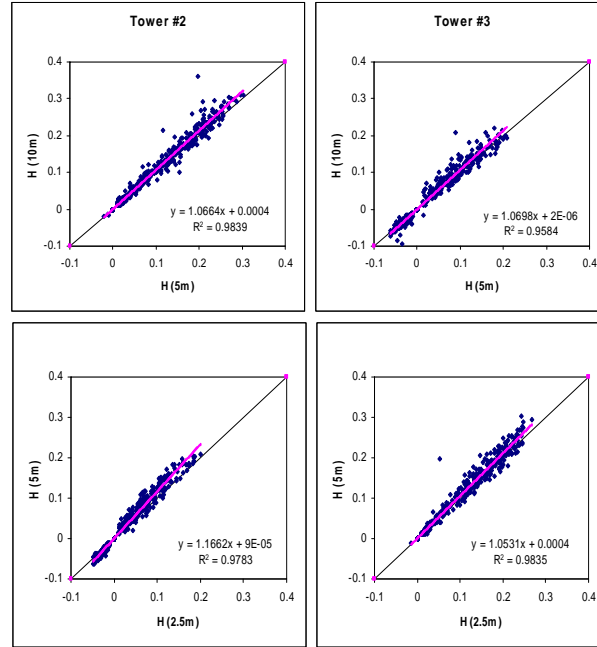 Tower #2
0.4
0.3
0.2
0.1
0
-0.1
-0.1 0 0.1 0.2 0.3 0.4
H (10m)
H (5m)
y = 1.0664x + 0.0004
R² = 0.9839
Tower #3
0.4
0.3
0.2
0.1
0
-0.1
-0.1 0 0.1 0.2 0.3 0.4
H (10m)
H (5m)
y = 1.0698x + 2E-06
R² = 0.9584
0.4
0.3
0.2
0.1
0
-0.1
-0.1 0 0.1 0.2 0.3 0.4
H (5m)
H (2.5m)
y = 1.1662x + 9E-05
R² = 0.9783
0.4
0.3
0.2
0.1
0
-0.1
-0.1 0 0.1 0.2 0.3 0.4
H (5m)
H (2.5m)
y = 1.0531x + 0.0004
R² = 0.9835